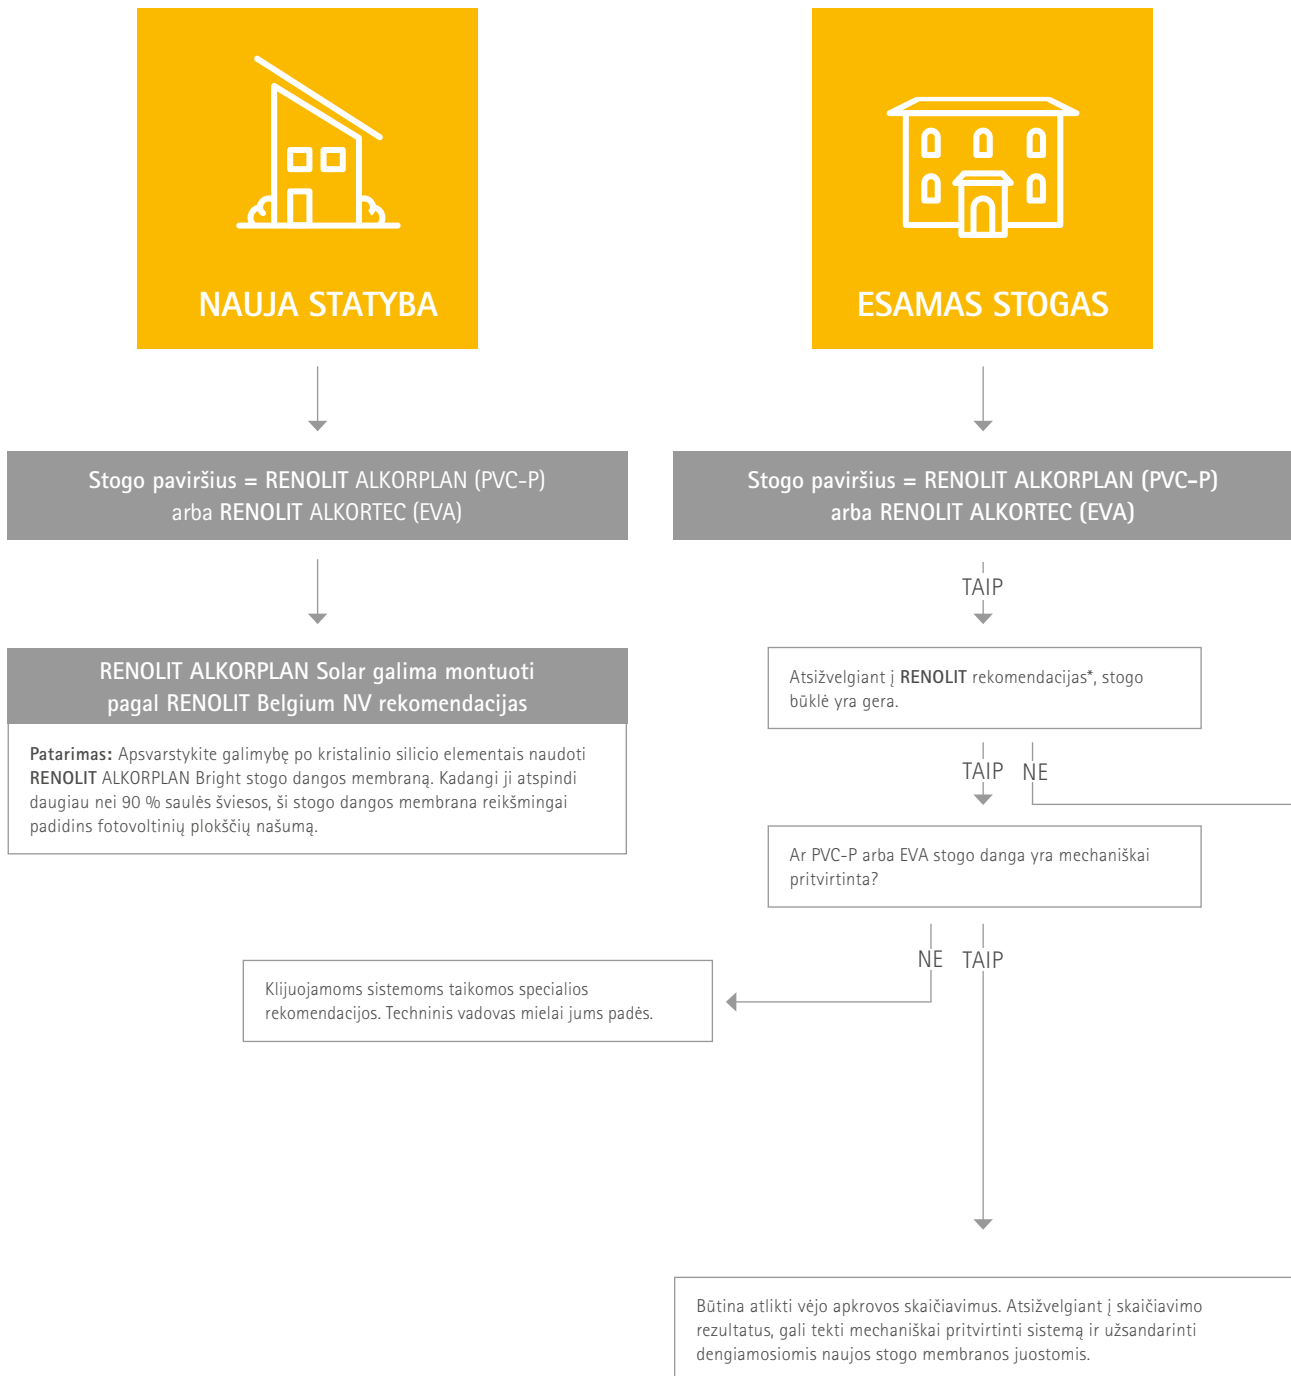 NAUJA STATYBA
Stogo paviršius = RENOLIT ALKORPLAN (PVC-P)
arba RENOLIT ALKORTEC (EVA)
RENOLIT ALKORPLAN Solar galima montuoti
pagal RENOLIT Belgium NV rekomendacijas
Patarimas: Apsvarstykite galimybę po kristalinio silicio elementais naudoti
RENOLIT ALKORPLAN Bright stogo dangos membraną. Kadangi ji atspindi
daugiau nei 90 % saulės šviesos, ši stogo dangos membrana reikšmingai
padidins fotovoltinių plokščių našumą.
ESAMAS STOGAS
Stogo paviršius = RENOLIT ALKORPLAN (PVC-P)
arba RENOLIT ALKORTEC (EVA)
TAIP
Atsižvelgiant į RENOLIT rekomendacijas*, stogo
būklė yra gera.
TAIP NE
Ar PVC-P arba EVA stogo danga yra mechaniškai
pritvirtinta?
NE TAIP
Klijuojamoms sistemoms taikomos specialios
rekomendacijos. Techninis vadovas mielai jums padės.
Būtina atlikti vėjo apkrovos skaičiavimus. Atsižvelgiant į skaičiavimo
rezultatus, gali tekti mechaniškai pritvirtinti sistemą ir užsandarinti
dengiamosiomis naujos stogo membranos juostomis.